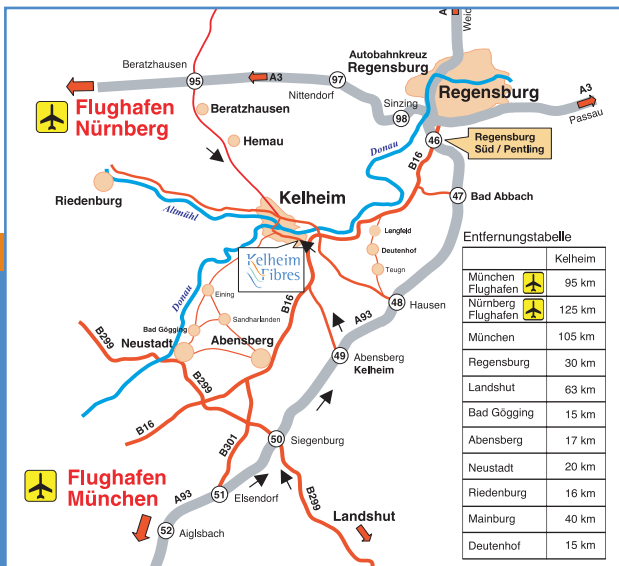 A
Weid
Autobahnkreuz
Regensburg
Beratzhausen
95
A3
97
Nittendorf
Regensburg
A3
Passau
Flughafen
Nürnberg
Beratzhausen
Sinzing
98
Hemau
Donau
B16
46
Regensburg
Süd / Pentling
Riedenburg
Altmühl
Kelheim
47
Bad Abbach
Lengfeld
Deutenhof
Teugn
Kelheim
Fibres
Donau
Eining
B16
48
Hausen
A93
Sandharlanden
Bad Gögging
B299
Neustadt
Abensberg
49
Abensberg
Kelheim
B299
B16
B301
50
Siegenburg
Flughafen
München
A93
51
Elsendorf
B299
Landshut
52
Aiglsbach
Entfernungstabelle
Kelheim
München Flughafen 95 km
Nürnberg Flughafen 125 km
München 105 km
Regensburg 30 km
Landshut 63 km
Bad Gögging 15 km
Abensberg 17 km
Neustadt 20 km
Riedenburg 16 km
Mainburg 40 km
Deutenhof 15 km